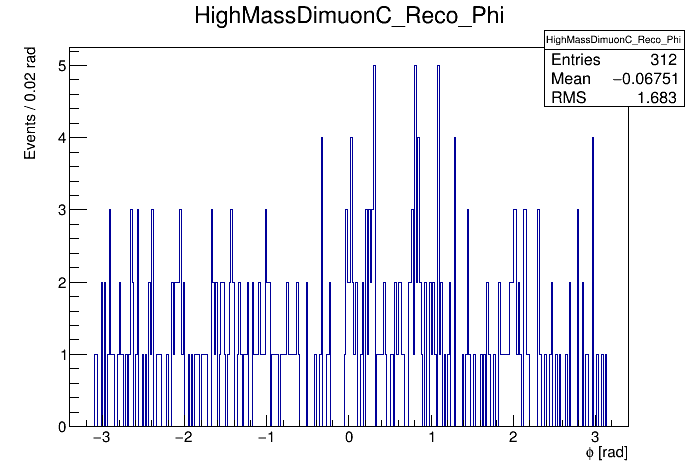 HighMassDimuonC_Reco_Phi
HighMassDimuonC_Reco_Phi
Entries 312
Mean −0.06751
RMS 1.683
Events / 0.02 rad
5
4
3
2
1
0
−3 −2 −1 0 1 2 3
ϕ [rad]